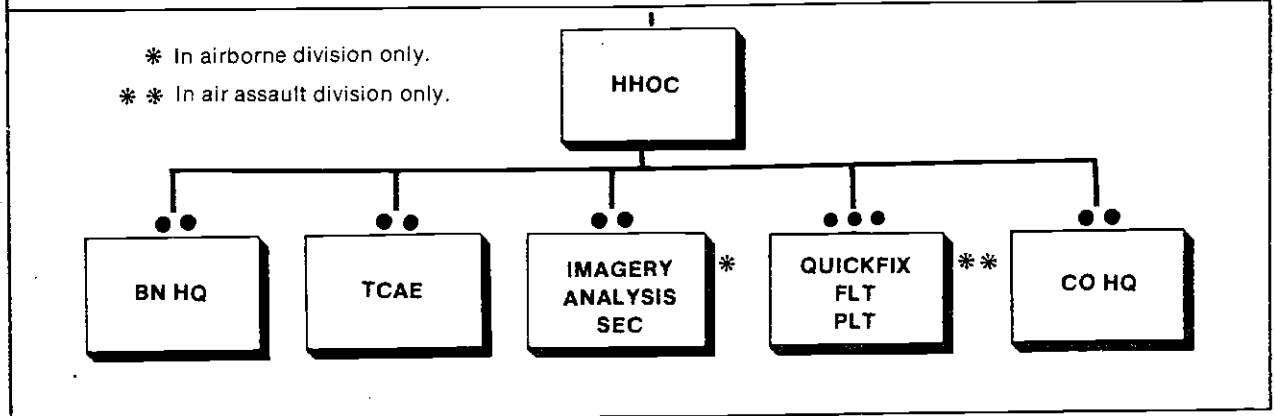 * In airborne division only.
** In air assault division only.
HHOC
BN HQ
TCAE
IMAGERY
ANALYSIS
SEC
*
QUICKFIX
FLT
PLT
**
CO HQ